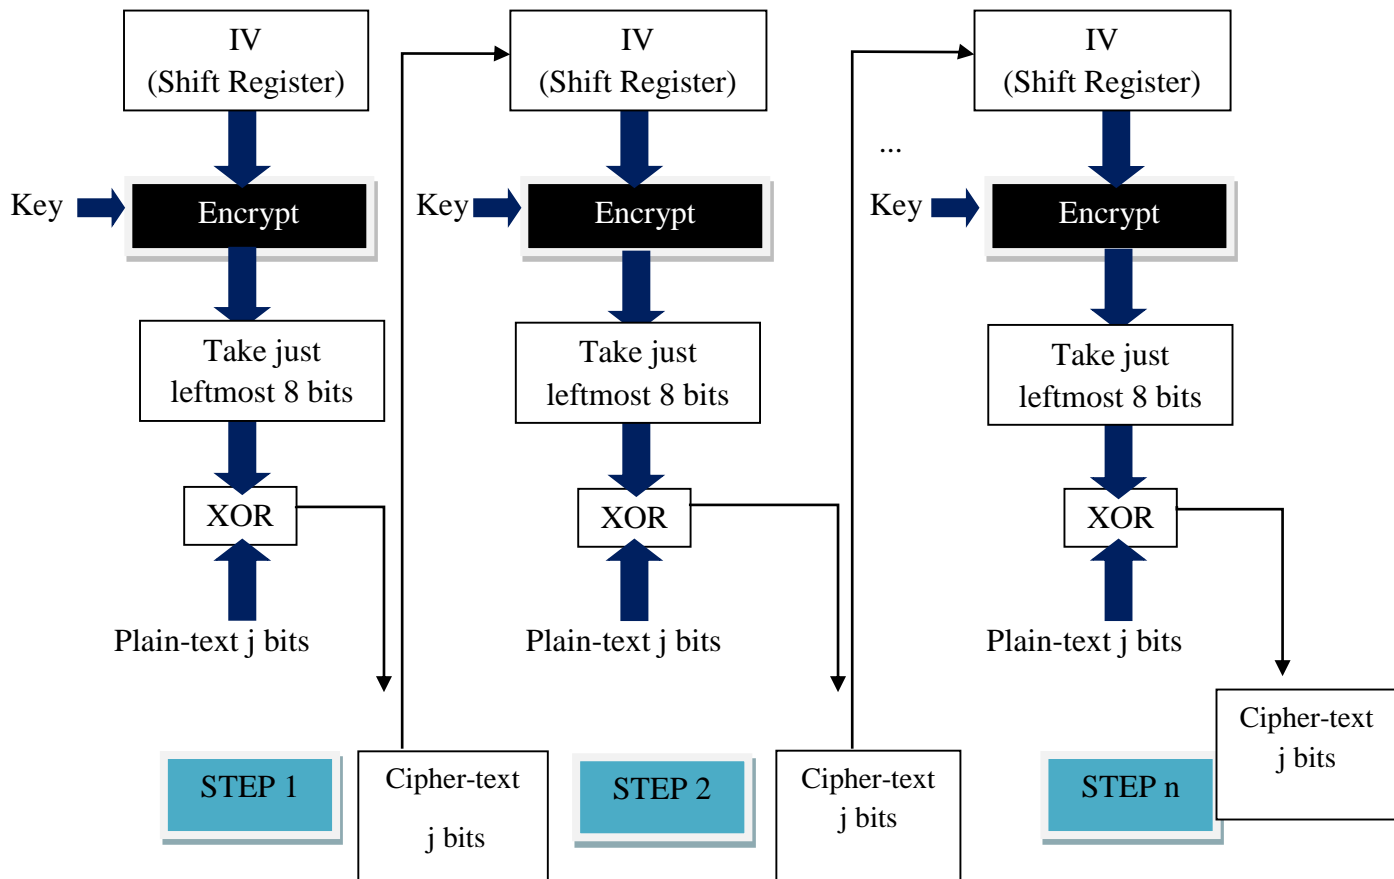 IV
(Shift Register)
Key
Encrypt
Take just
leftmost 8 bits
XOR
Plain-text j bits
STEP 1
Cipher-text
j bits
IV
(Shift Register)
Key
Encrypt
Take just
leftmost 8 bits
XOR
Plain-text j bits
STEP 2
Cipher-text
j bits
...
IV
(Shift Register)
Key
Encrypt
Take just
leftmost 8 bits
XOR
Plain-text j bits
STEP n
Cipher-text
j bits